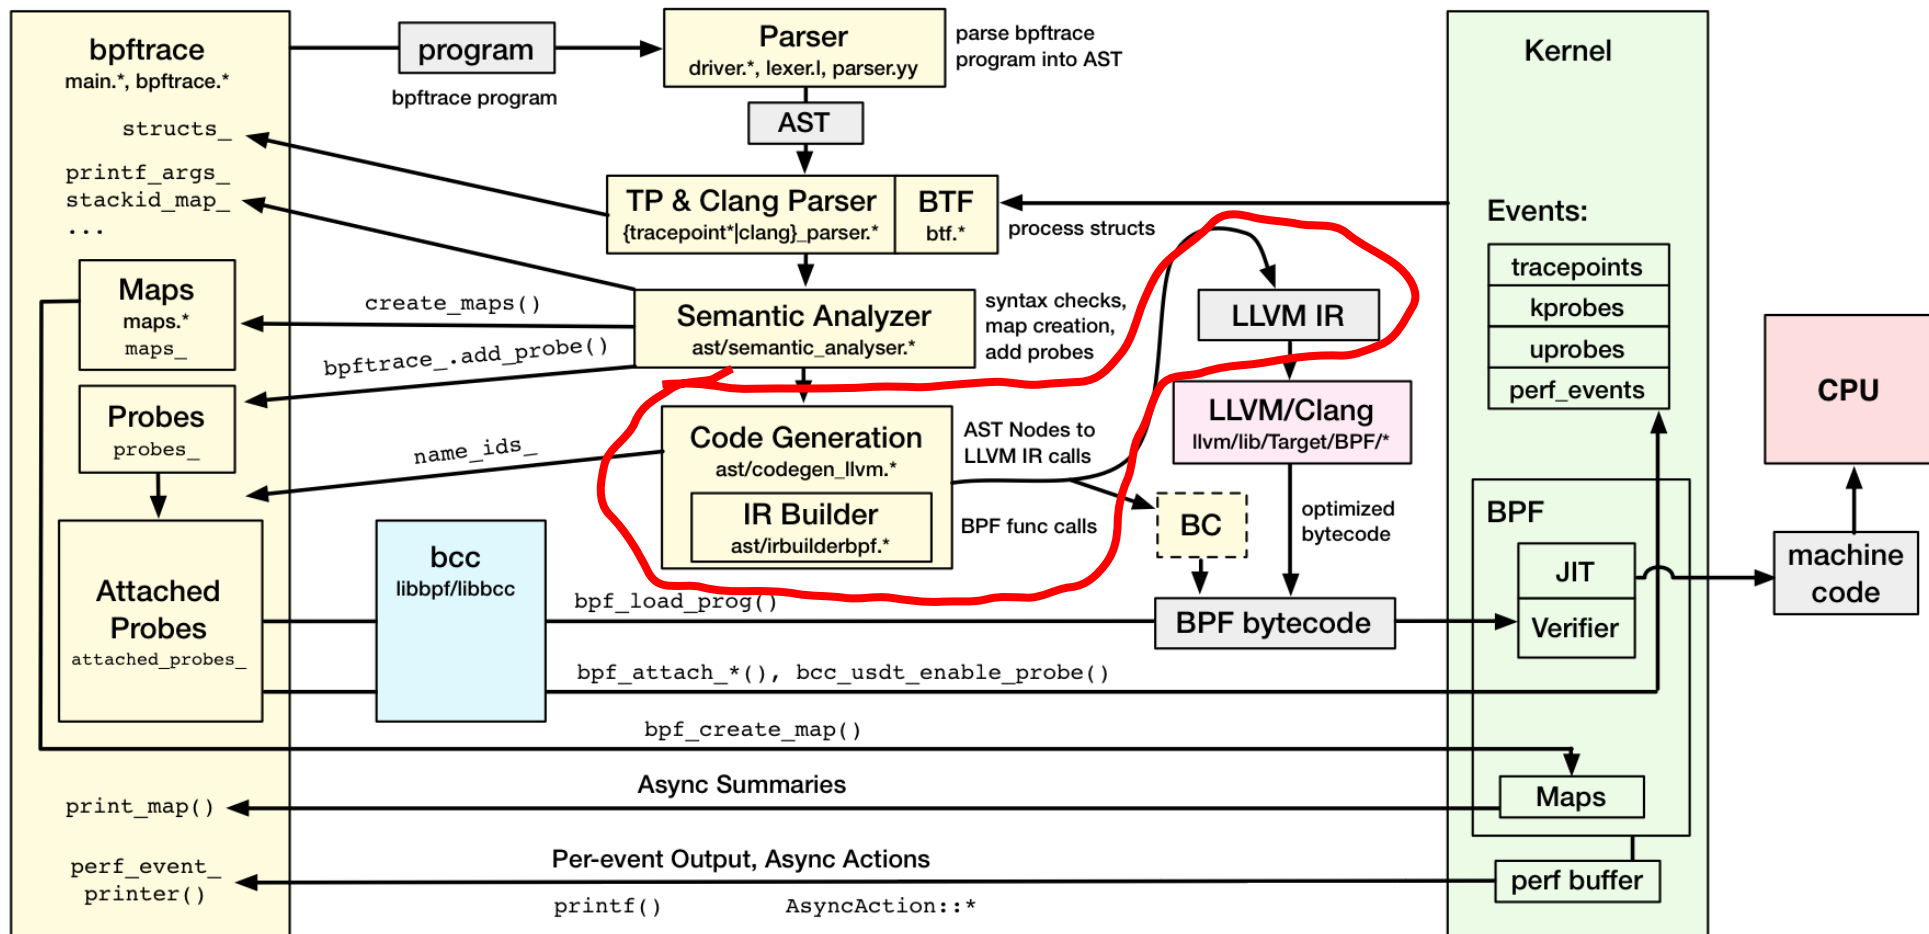 bpftrace
main.*, bpftrace.*
structs_
printf_args_
stackid_map_
...
Maps
maps.*
maps_
Probes
probes_
Attached
Probes
attached_probes_
print_map()
perf_event_
printer()
program
bpftrace program
Parser
driver.*, lexer.l, parser.yy
parse bpftrace
program into AST
AST
TP & Clang Parser
{tracepoint*|clang}_parser.*
BTF
btf.*
process structs
create_maps()
bpftrace_.add_probe()
name_ids_
Semantic Analyzer
ast/semantic_analyser.*
syntax checks,
map creation,
add probes
Code Generation
ast/codegen_llvm.*
IR Builder
ast/irbuilderbpf.*
AST Nodes to
LLVM IR calls
BPF func calls
LLVM IR
LLVM/Clang
llvm/lib/Target/BPF/*
BC
optimized
bytecode
BPF bytecode
bcc
libbpf/libbcc
bpf_load_prog()
bpf_attach_*(), bcc_usdt_enable_probe()
bpf_create_map()
Async Summaries
Per-event Output, Async Actions
printf()
AsyncAction::*
Kernel
Events:
tracepoints
kprobes
uprobes
perf_events
BPF
JIT
Verifier
Maps
perf buffer
CPU
machine
code